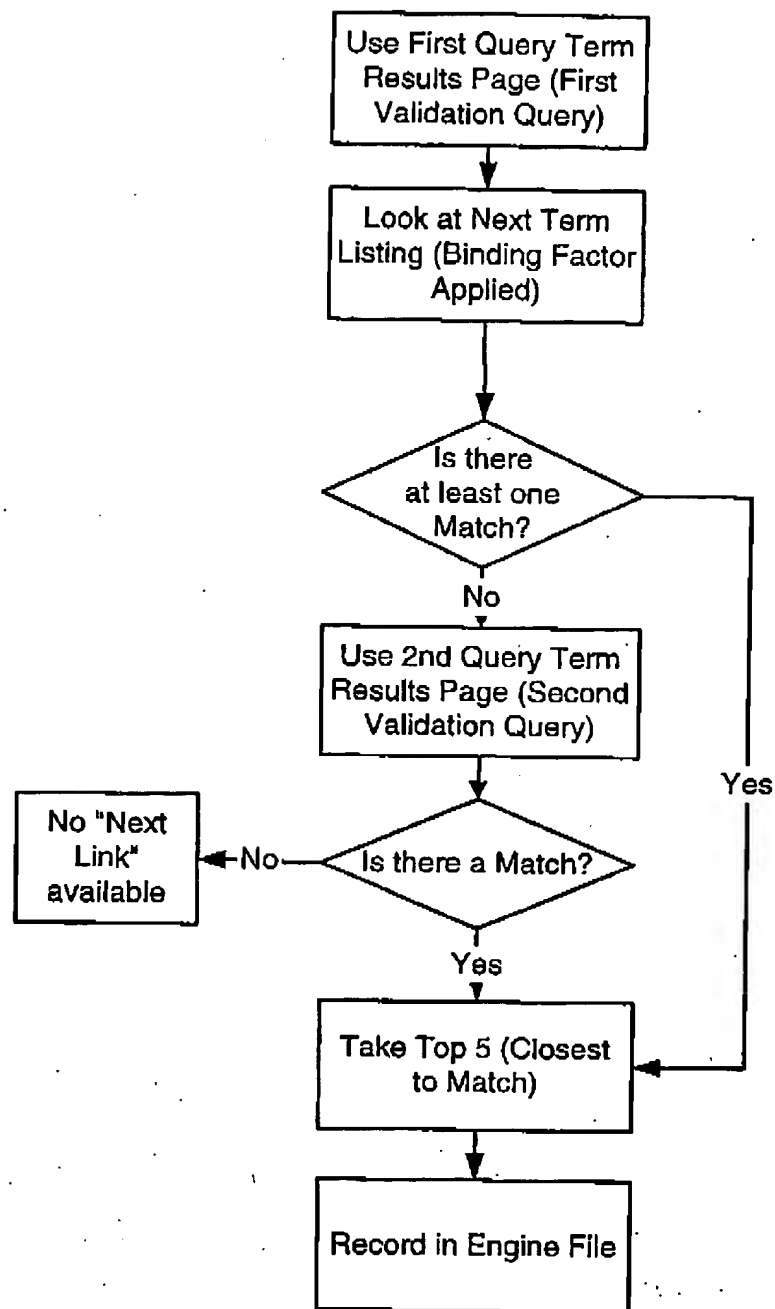 Use First Query Term
Results Page (First
Validation Query)
Look at Next Term
Listing (Binding Factor
Applied)
Is there
at least one
Match?
No
Use 2nd Query Term
Results Page (Second
Validation Query)
Yes
No "Next
Link"
available
No
Is there a Match?
Yes
Take Top 5 (Closest
to Match)
Record in Engine File